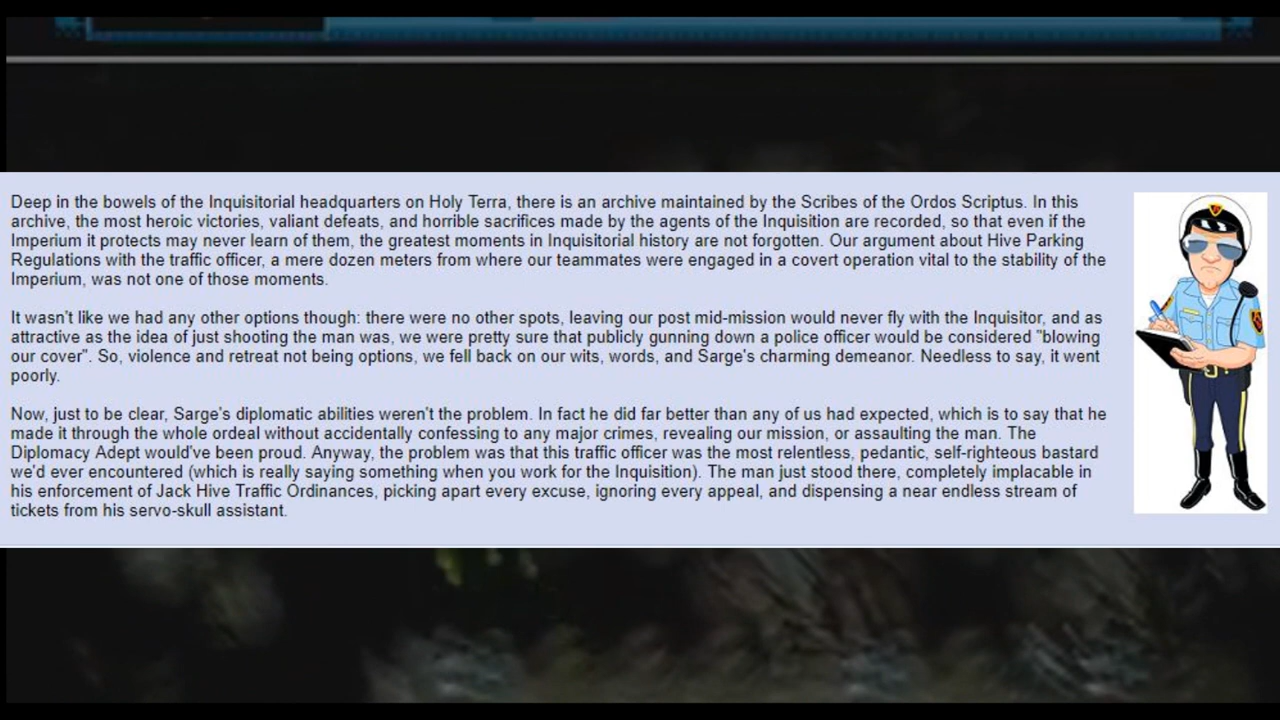 Deep in the bowels of the Inquisitorial headquarters on Holy Terra, there is an archive maintained by the Scribes of the Ordos Scriptus. In this
archive, the most heroic victories, valiant defeats, and horrible sacrifices made by the agents of the Inquisition are recorded, so that even if the
Imperium it protects may never learn of them, the greatest moments in Inquisitorial history are not forgotten. Our argument about Hive Parking
Regulations with the traffic officer, a mere dozen meters from where our teammates were engaged in a covert operation vital to the stability of the
Imperium, was not one of those moments.
It wasn't like we had any other options though: there were no other spots, leaving our post mid-mission would never fly with the Inquisitor, and as
attractive as the idea of just shooting the man was, we were pretty sure that publicly gunning down a police officer would be considered "blowing
our cover". So, violence and retreat not being options, we fell back on our wits, words, and Sarge's charming demeanor. Needless to say, it went
poorly.
Now, just to be clear, Sarge's diplomatic abilities weren't the problem. In fact he did far better than any of us had expected, which is to say that he
made it through the whole ordeal without accidentally confessing to any major crimes, revealing our mission, or assaulting the man. The
Diplomacy Adept would've been proud. Anyway, the problem was that this traffic officer was the most relentless, pedantic, self-righteous bastard
we'd ever encountered (which is really saying something when you work for the Inquisition). The man just stood there, completely implacable in
his enforcement of Jack Hive Traffic Ordinances, picking apart every excuse, ignoring every appeal, and dispensing a near endless stream of
tickets from his servo-skull assistant.